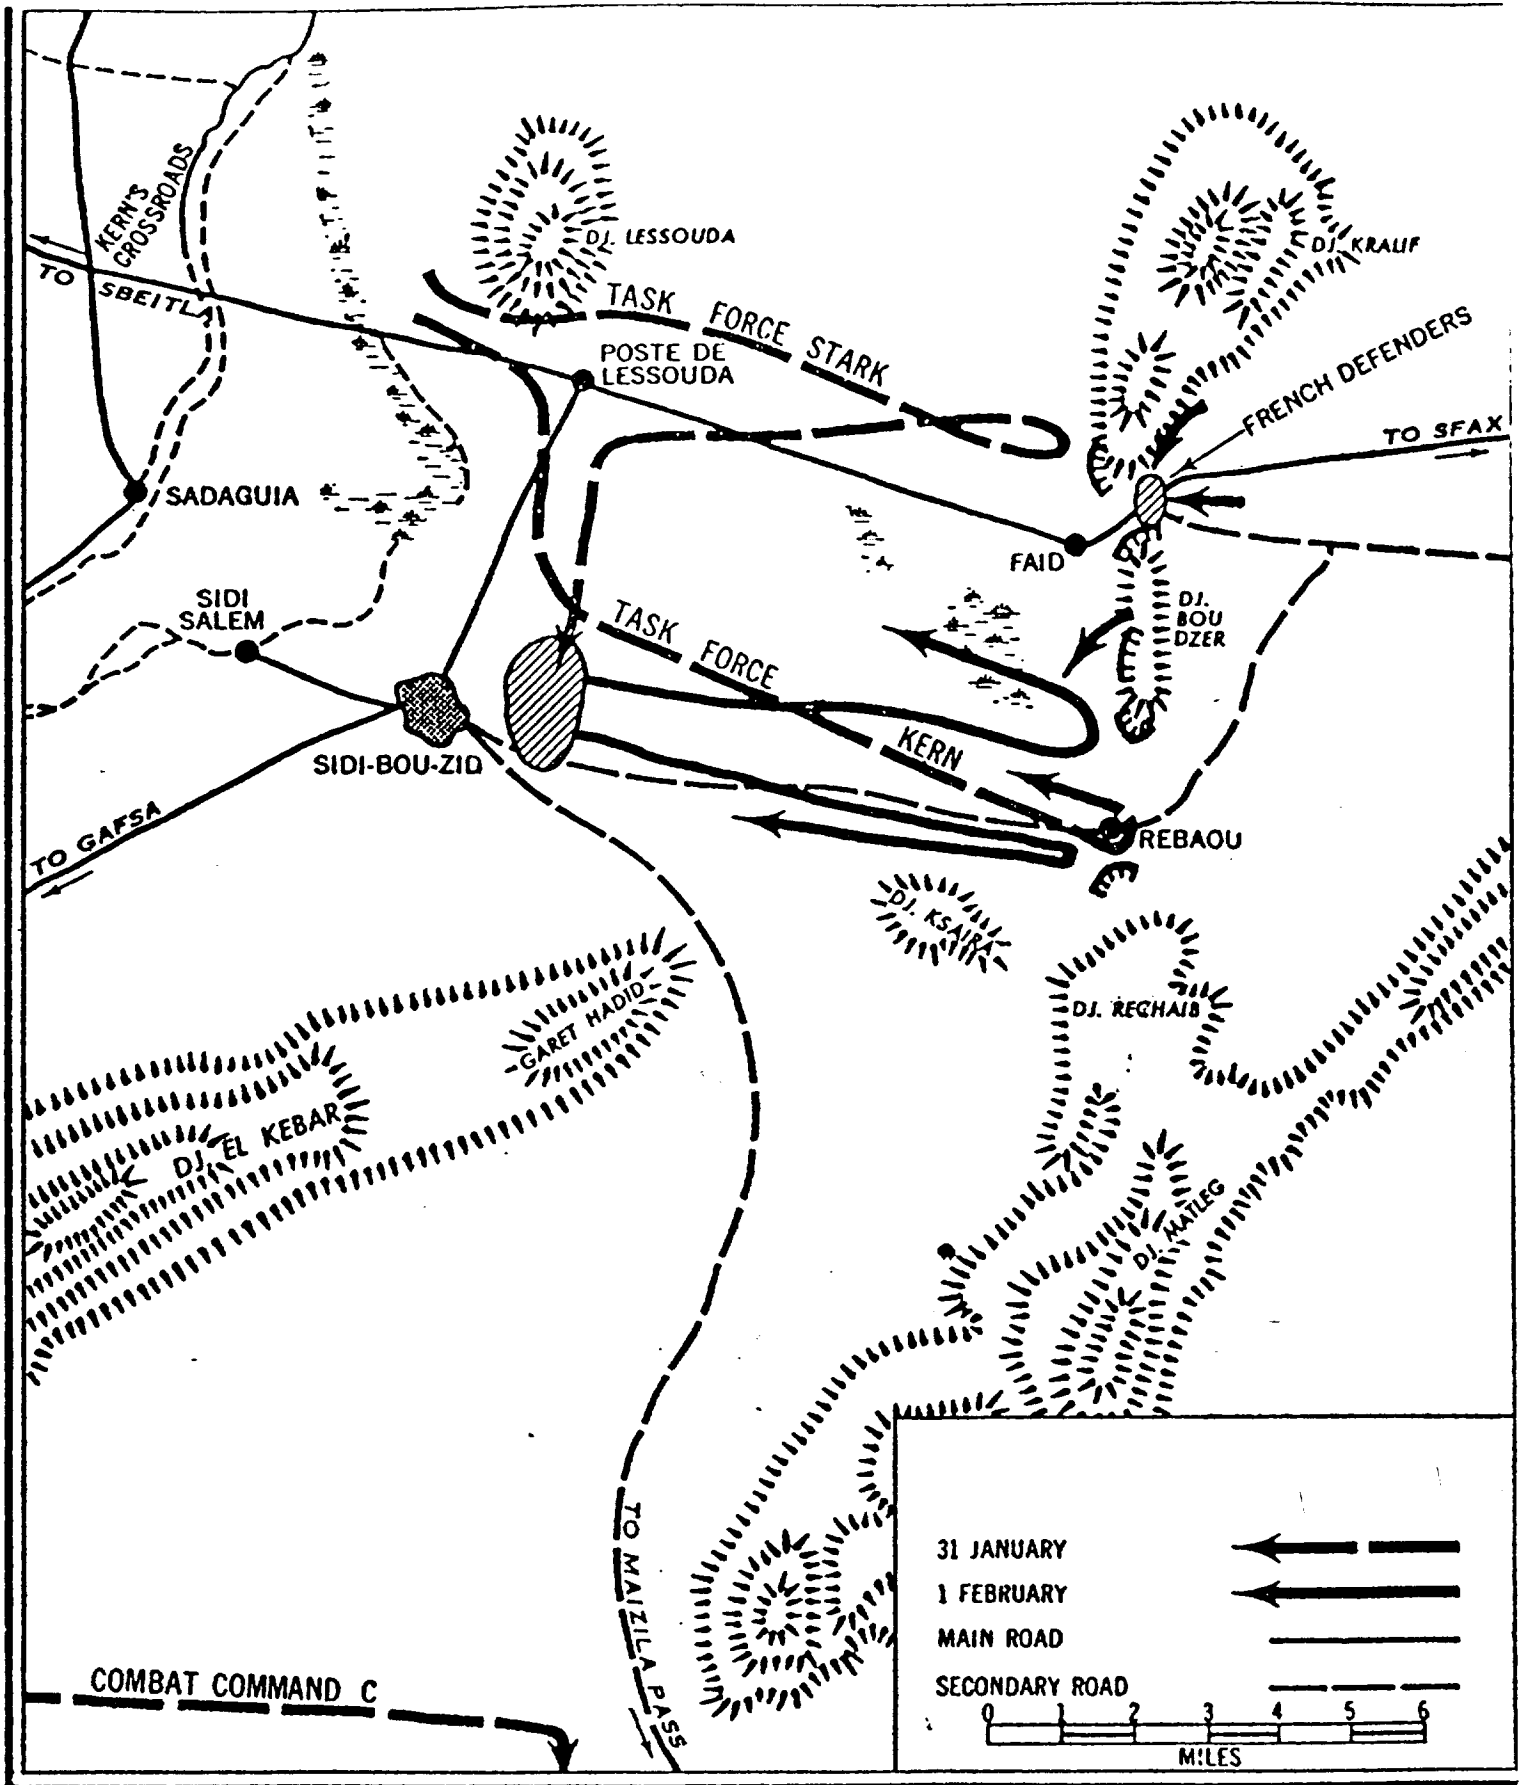 KERN'S
CROSSROADS
TO SBEITLA
DJ. LESSOUDA
DJ. KRALIF
TASK FORCE STARK
POSTE DE
LESSOUDA
FRENCH DEFENDERS
TO SFAX
SADAGUIA
FAID
SIDI
SALEM
DJ.
BOU
DZER
TASK FORCE KERN
SIDI-BOU-ZID
TO GAFSA
REBAOU
DJ. KSAIRA
GARET HADID
DJ. RECHAIB
DJ. EL KEBAR
DJ. MATLEG
TO MAIZILA PASS
COMBAT COMMAND C
31 JANUARY
1 FEBRUARY
MAIN ROAD
SECONDARY ROAD
0 1 2 3 4 5 6
MILES